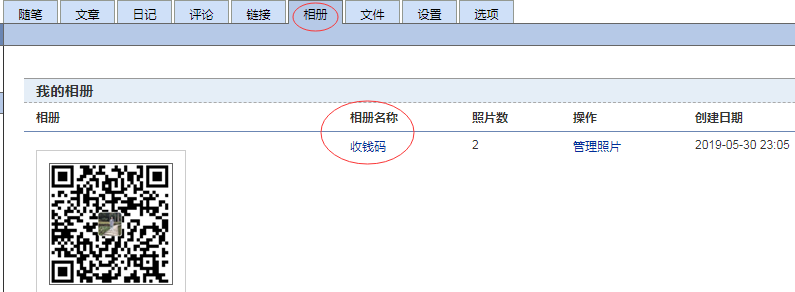 随笔 文章 日记 评论 链接 相册 文件 设置 选项
我的相册
相册 相册名称 照片数 操作 创建日期
收钱码 2 管理照片 2019-05-30 23:05